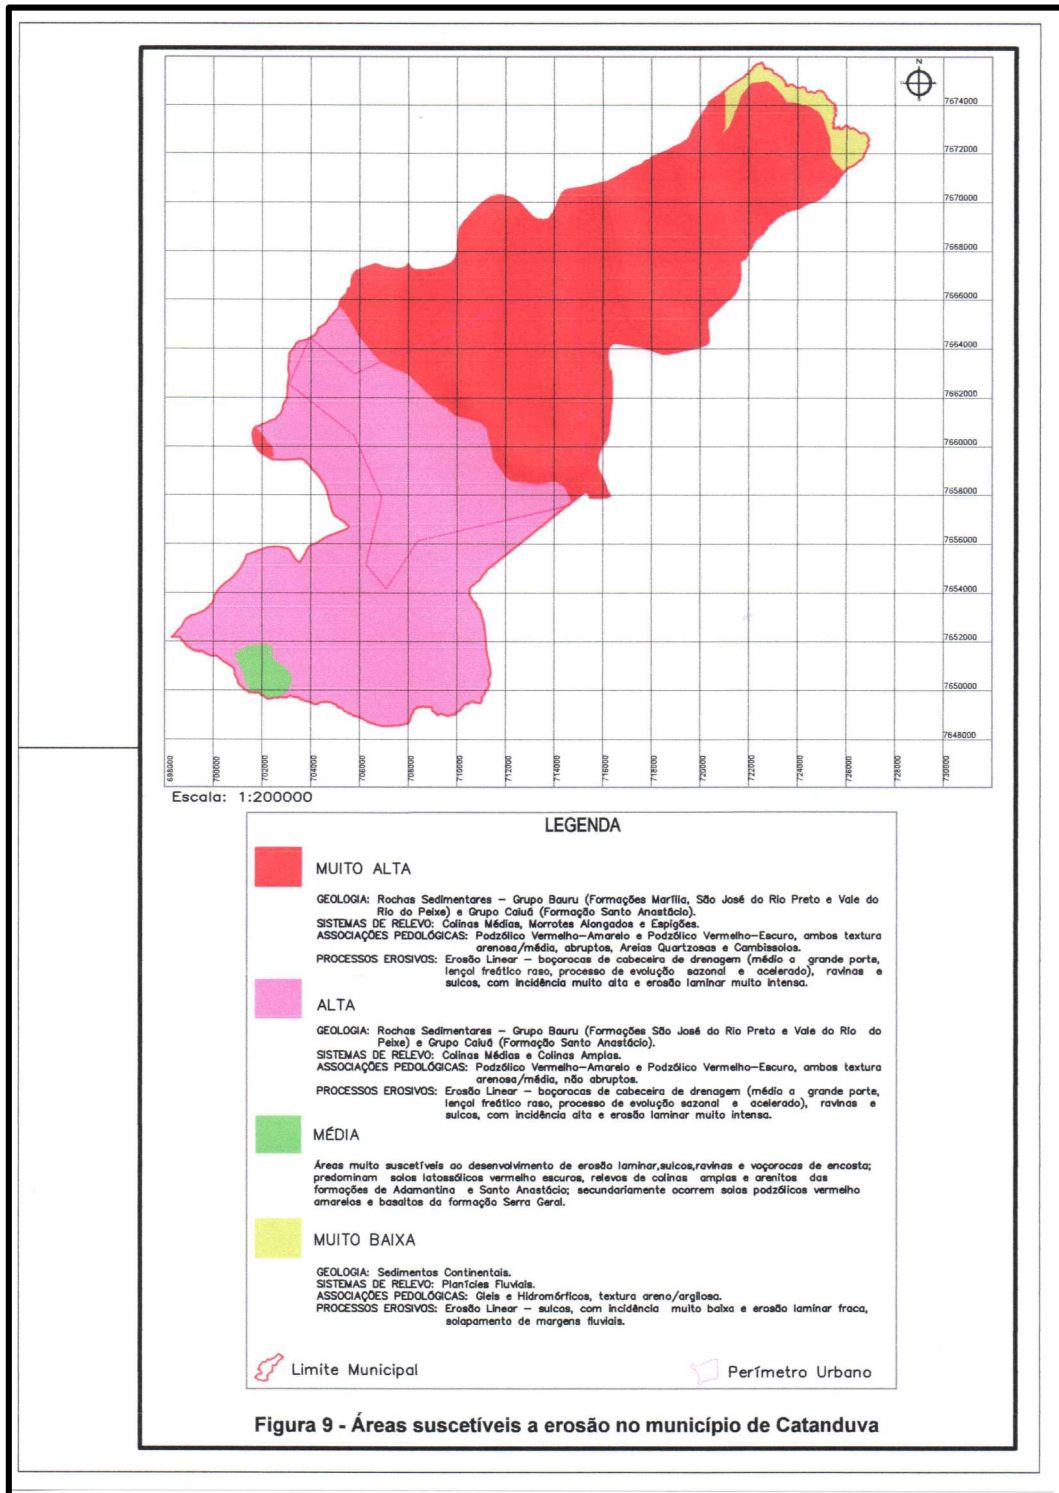 N
7674000
7672000
7670000
7668000
7666000
7664000
7662000
7660000
7658000
7656000
7654000
7652000
7650000
7648000
698000
700000
702000
704000
706000
708000
710000
712000
714000
716000
718000
720000
722000
724000
726000
728000
730000
Escala: 1:200000
LEGENDA
MUITO ALTA
GEOLOGIA: Rochas Sedimentares – Grupo Bauru (Formações Marília, São José do Rio Preto e Vale do
Rio do Peixe) e Grupo Caiuá (Formação Santo Anastácio).
SISTEMAS DE RELEVO: Colinas Médias, Morrotes Alongados e Espigões.
ASSOCIAÇÕES PEDOLÓGICAS: Podzólico Vermelho–Amarelo e Podzólico Vermelho–Escuro, ambos textura
arenosa/média, abruptos, Areias Quartzosas e Cambissolos.
PROCESSOS EROSIVOS: Erosão Linear – boçorocas de cabeceira de drenagem (médio a grande porte,
lençol freático raso, processo de evolução sazonal e acelerado), ravinas e
sulcos, com incidência muito alta e erosão laminar muito intensa.
ALTA
GEOLOGIA: Rochas Sedimentares – Grupo Bauru (Formações São José do Rio Preto e Vale do Rio do
Peixe) e Grupo Caiuá (Formação Santo Anastácio).
SISTEMAS DE RELEVO: Colinas Médias e Colinas Amplas.
ASSOCIAÇÕES PEDOLÓGICAS: Podzólico Vermelho–Amarelo e Podzólico Vermelho–Escuro, ambos textura
arenosa/média, não abruptos.
PROCESSOS EROSIVOS: Erosão Linear – boçorocas de cabeceira de drenagem (médio a grande porte,
lençol freático raso, processo de evolução sazonal e acelerado), ravinas e
sulcos, com incidência alta e erosão laminar muito intensa.
MÉDIA
Áreas muito suscetíveis ao desenvolvimento de erosão laminar,sulcos,ravinas e voçorocas de encosta;
predominam solos latossólicos vermelho escuros, relevos de colinas amplas e arenitos das
formações de Adamantina e Santo Anastácio; secundariamente ocorrem solos podzólicos vermelho
amarelos e basaltos da formação Serra Geral.
MUITO BAIXA
GEOLOGIA: Sedimentos Continentais.
SISTEMAS DE RELEVO: Planícies Fluviais.
ASSOCIAÇÕES PEDOLÓGICAS: Gleis e Hidromórficos, textura areno/argilosa.
PROCESSOS EROSIVOS: Erosão Linear – sulcos, com incidência muito baixa e erosão laminar fraca,
solapamento de margens fluviais.
Limite Municipal
Perímetro Urbano
Figura 9 - Áreas suscetíveis a erosão no município de Catanduva